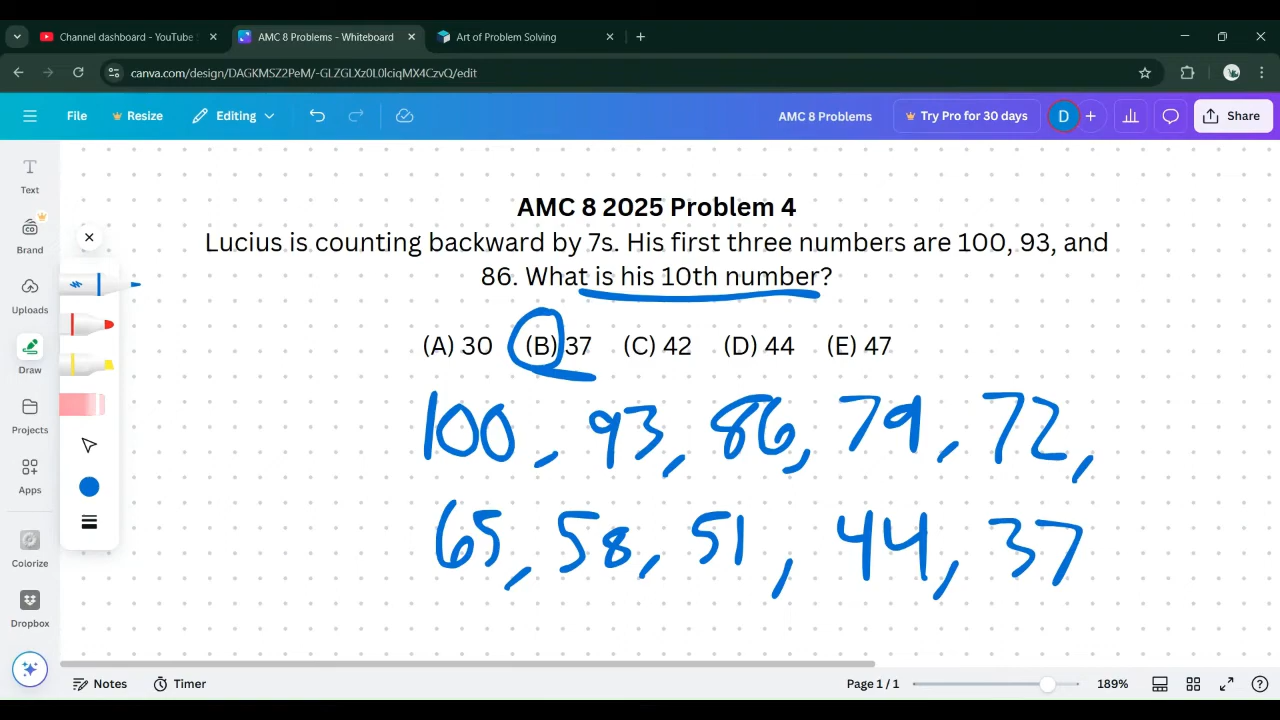 Channel dashboard - YouTube
AMC 8 Problems - Whiteboard
Art of Problem Solving
canva.com/design/DAGKMSZ2PeM/-GLZGLXz0L0lciqMX4CzvQ/edit
File
Resize
Editing
AMC 8 Problems
Try Pro for 30 days
D
Share
Text
Brand
Uploads
Draw
Projects
Apps
Colorize
Dropbox
AMC 8 2025 Problem 4
Lucius is counting backward by 7s. His first three numbers are 100, 93, and
86. What is his 10th number?
(A) 30 (B) 37 (C) 42 (D) 44 (E) 47
100, 93, 86, 79, 72,
65, 58, 51, 44, 37
Notes
Timer
Page 1 / 1
189%